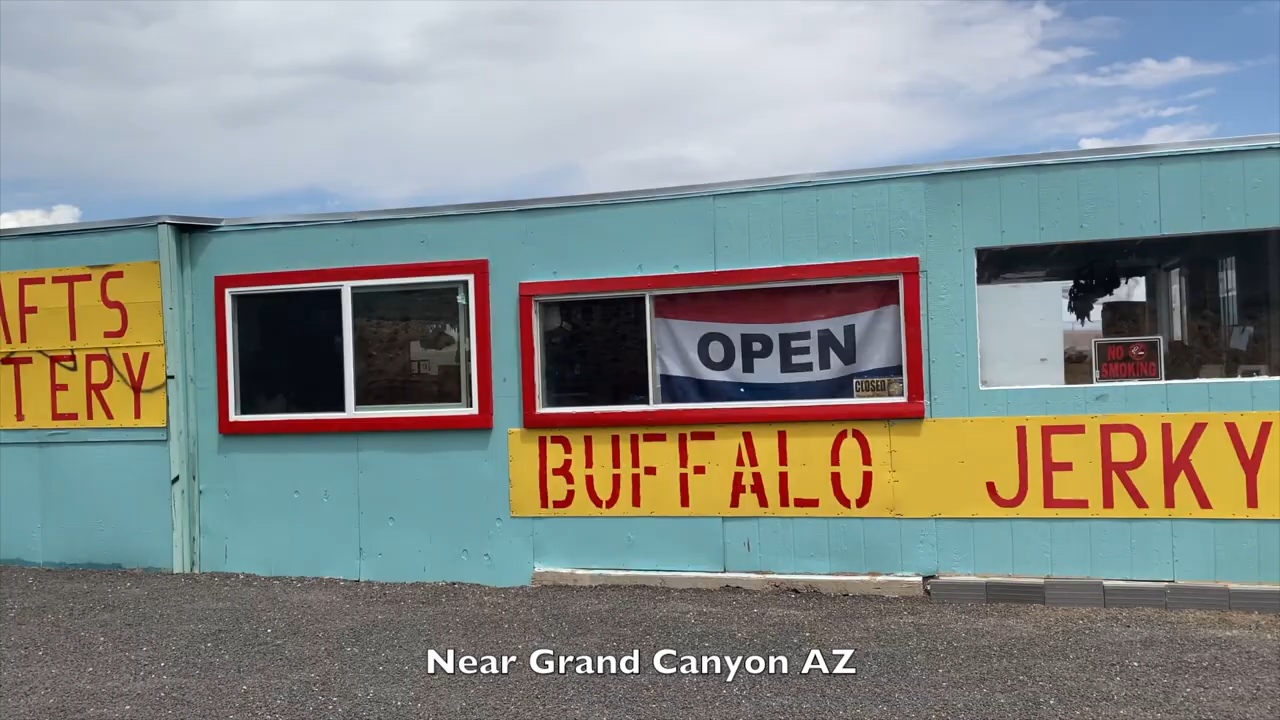 AFTS
TERY
OPEN
CLOSED
NO
SMOKING
BUFFALO JERKY
Near Grand Canyon AZ